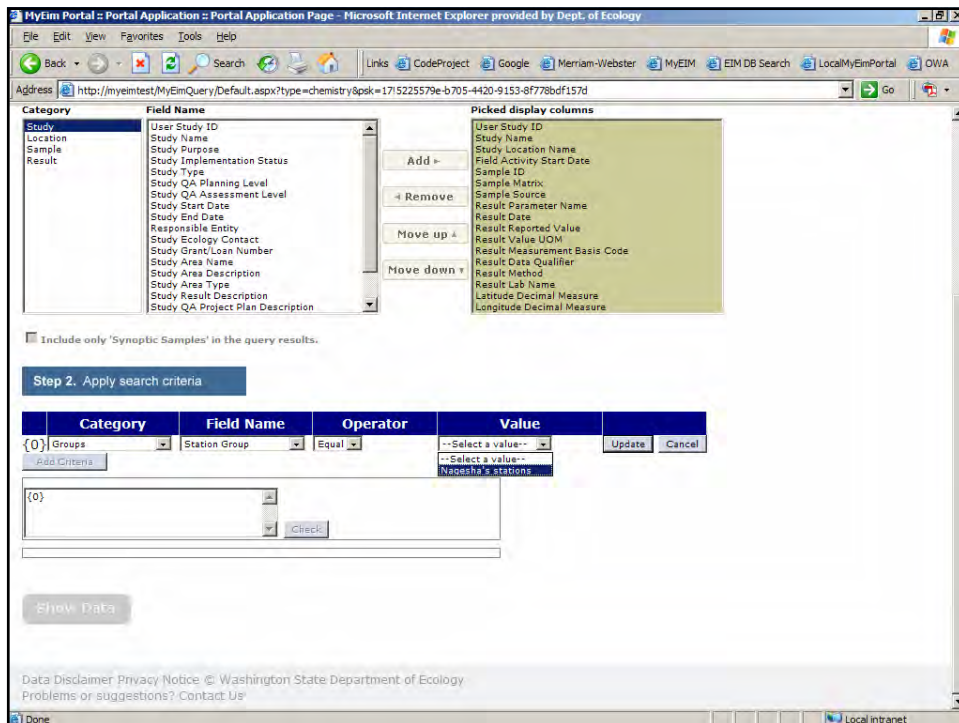 MyEim Portal :: Portal Application :: Portal Application Page - Microsoft Internet Explorer provided by Dept. of Ecology
File Edit View Favorites Tools Help
Back Search Links CodeProject Google Merriam-Webster MyEIM EIM DB Search LocalMyEimPortal OWA
Address http://myeimtest/MyEimQuery/Default.aspx?type=chemistry&psk=17!5225579e-b705-4420-9153-8f778bdf157d Go
Category Field Name Picked display columns
Study
Location
Sample
Result
User Study ID
Study Name
Study Purpose
Study Implementation Status
Study Type
Study QA Planning Level
Study QA Assessment Level
Study Start Date
Study End Date
Responsible Entity
Study Ecology Contact
Study Grant/Loan Number
Study Area Name
Study Area Description
Study Area Type
Study Result Description
Study QA Project Plan Description
Add
Remove
Move up
Move down
User Study ID
Study Name
Study Location Name
Field Activity Start Date
Sample ID
Sample Matrix
Sample Source
Result Parameter Name
Result Date
Result Reported Value
Result Value UOM
Result Measurement Basis Code
Result Data Qualifier
Result Method
Result Lab Name
Latitude Decimal Measure
Longitude Decimal Measure
Include only 'Synoptic Samples' in the query results.
Step 2. Apply search criteria
Category Field Name Operator Value
{0} Groups Station Group Equal --Select a value-- Update Cancel
Add Criteria
--Select a value--
Nagesha's stations
{0}
Check
Show Data
Data Disclaimer Privacy Notice © Washington State Department of Ecology
Problems or suggestions? Contact Us
Done Local intranet